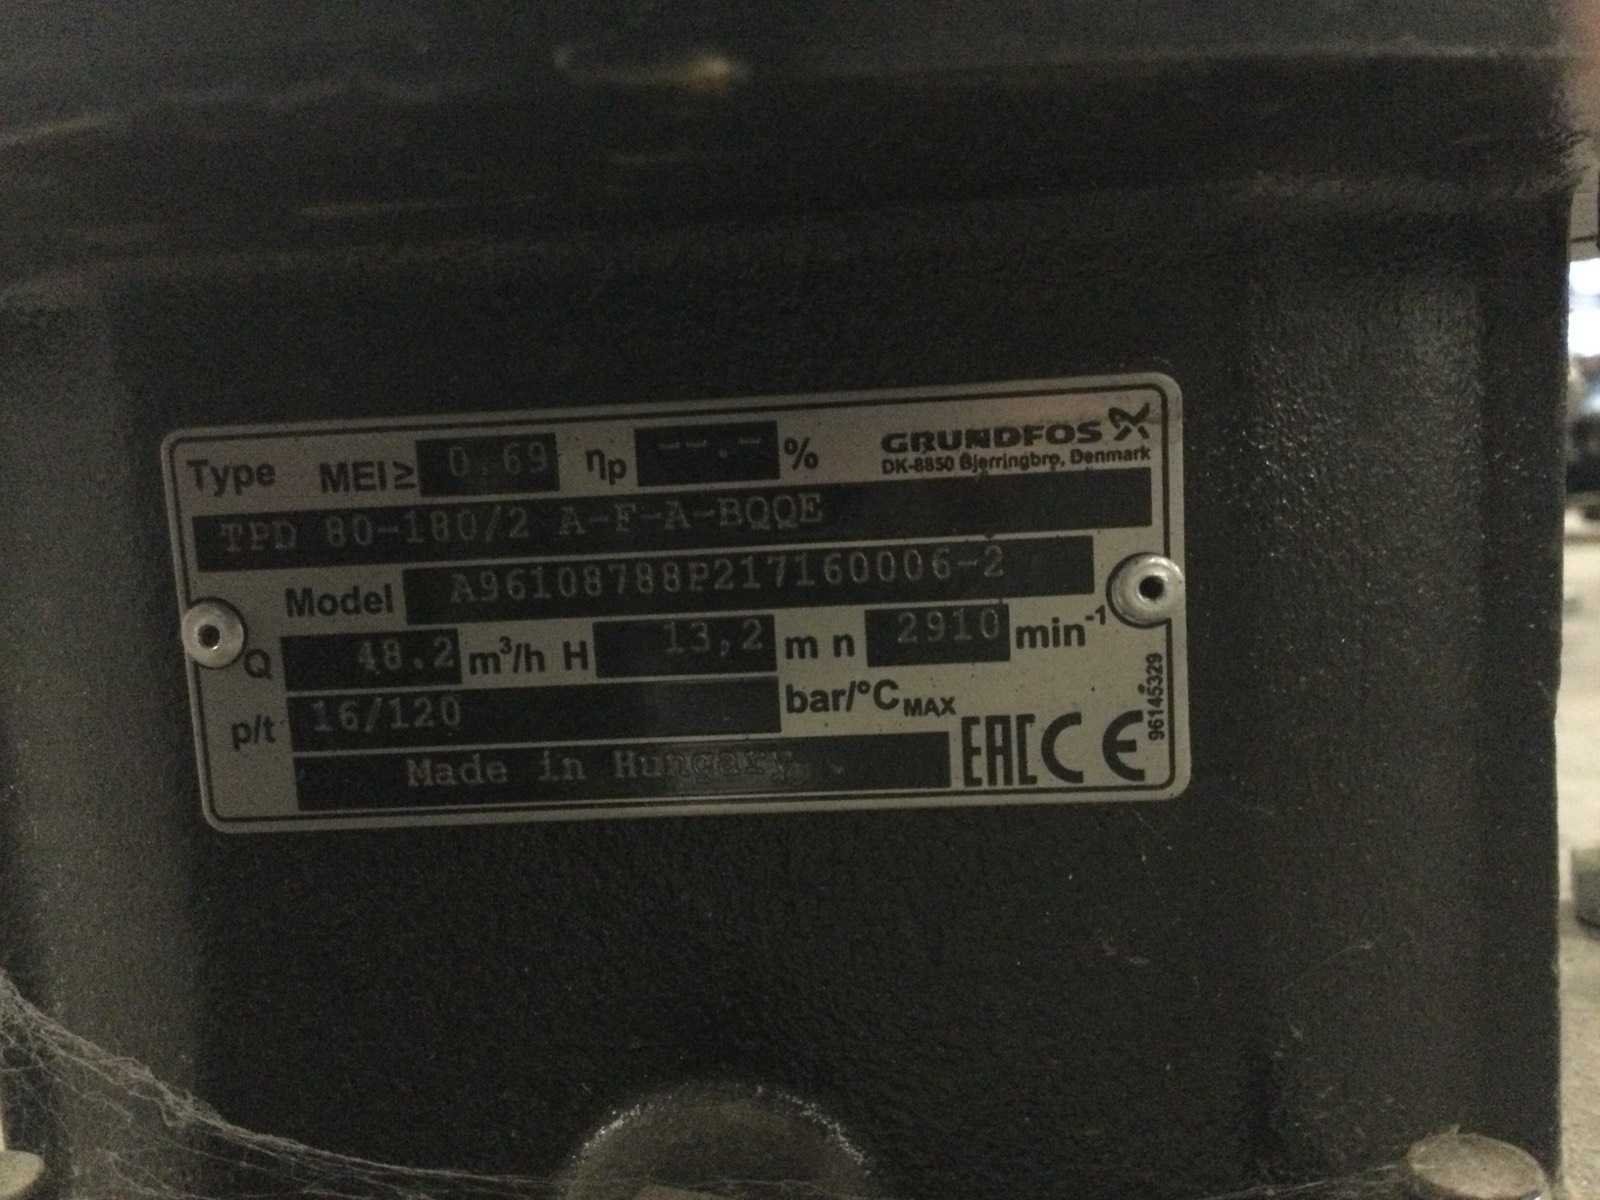 Type MEI≥ 0.69 ηp --.-% GRUNDFOS
DK-8850 Bjerringbro, Denmark
TPD 80-180/2 A-F-A-BQQE
Model A96108788P217160006-2
Q 48.2 m³/h H 13,2 m n 2910 min-1
p/t 16/120 bar/°CMAX
Made in Hungary
EAC CE
96145329